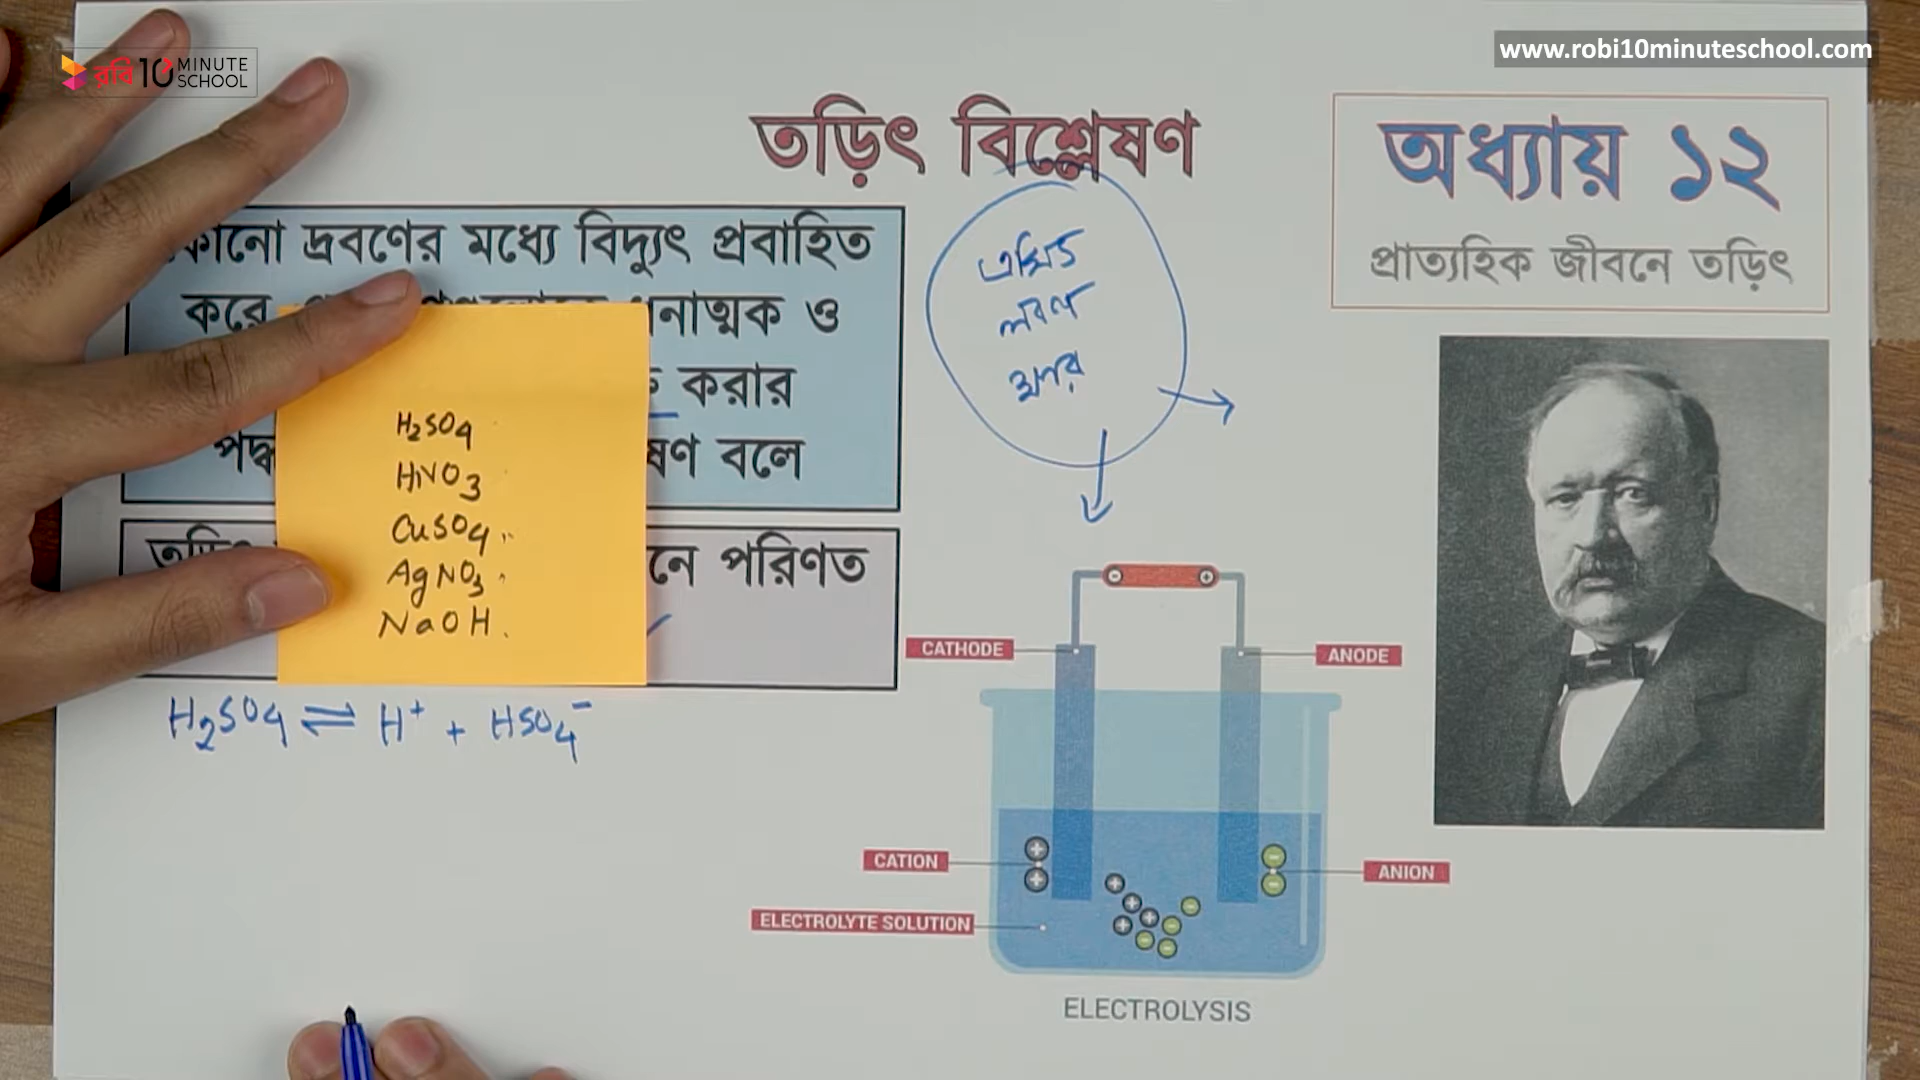 রবি 10 MINUTE SCHOOL
www.robi10minuteschool.com
তড়িৎ বিশ্লেষণ
অধ্যায় ১২
প্রাত্যহিক জীবনে তড়িৎ
দ্রবণের মধ্যে বিদ্যুৎ প্রবাহিত
করে ও
করার
বলে
পরিণত
H₂SO₄
HNO₃
CuSO₄
AgNO₃
NaOH.
H₂SO₄ ⇌ H⁺ + HSO₄⁻
এসিড
লবণ
ক্ষার
CATHODE
ANODE
CATION
ANION
ELECTROLYTE SOLUTION
ELECTROLYSIS